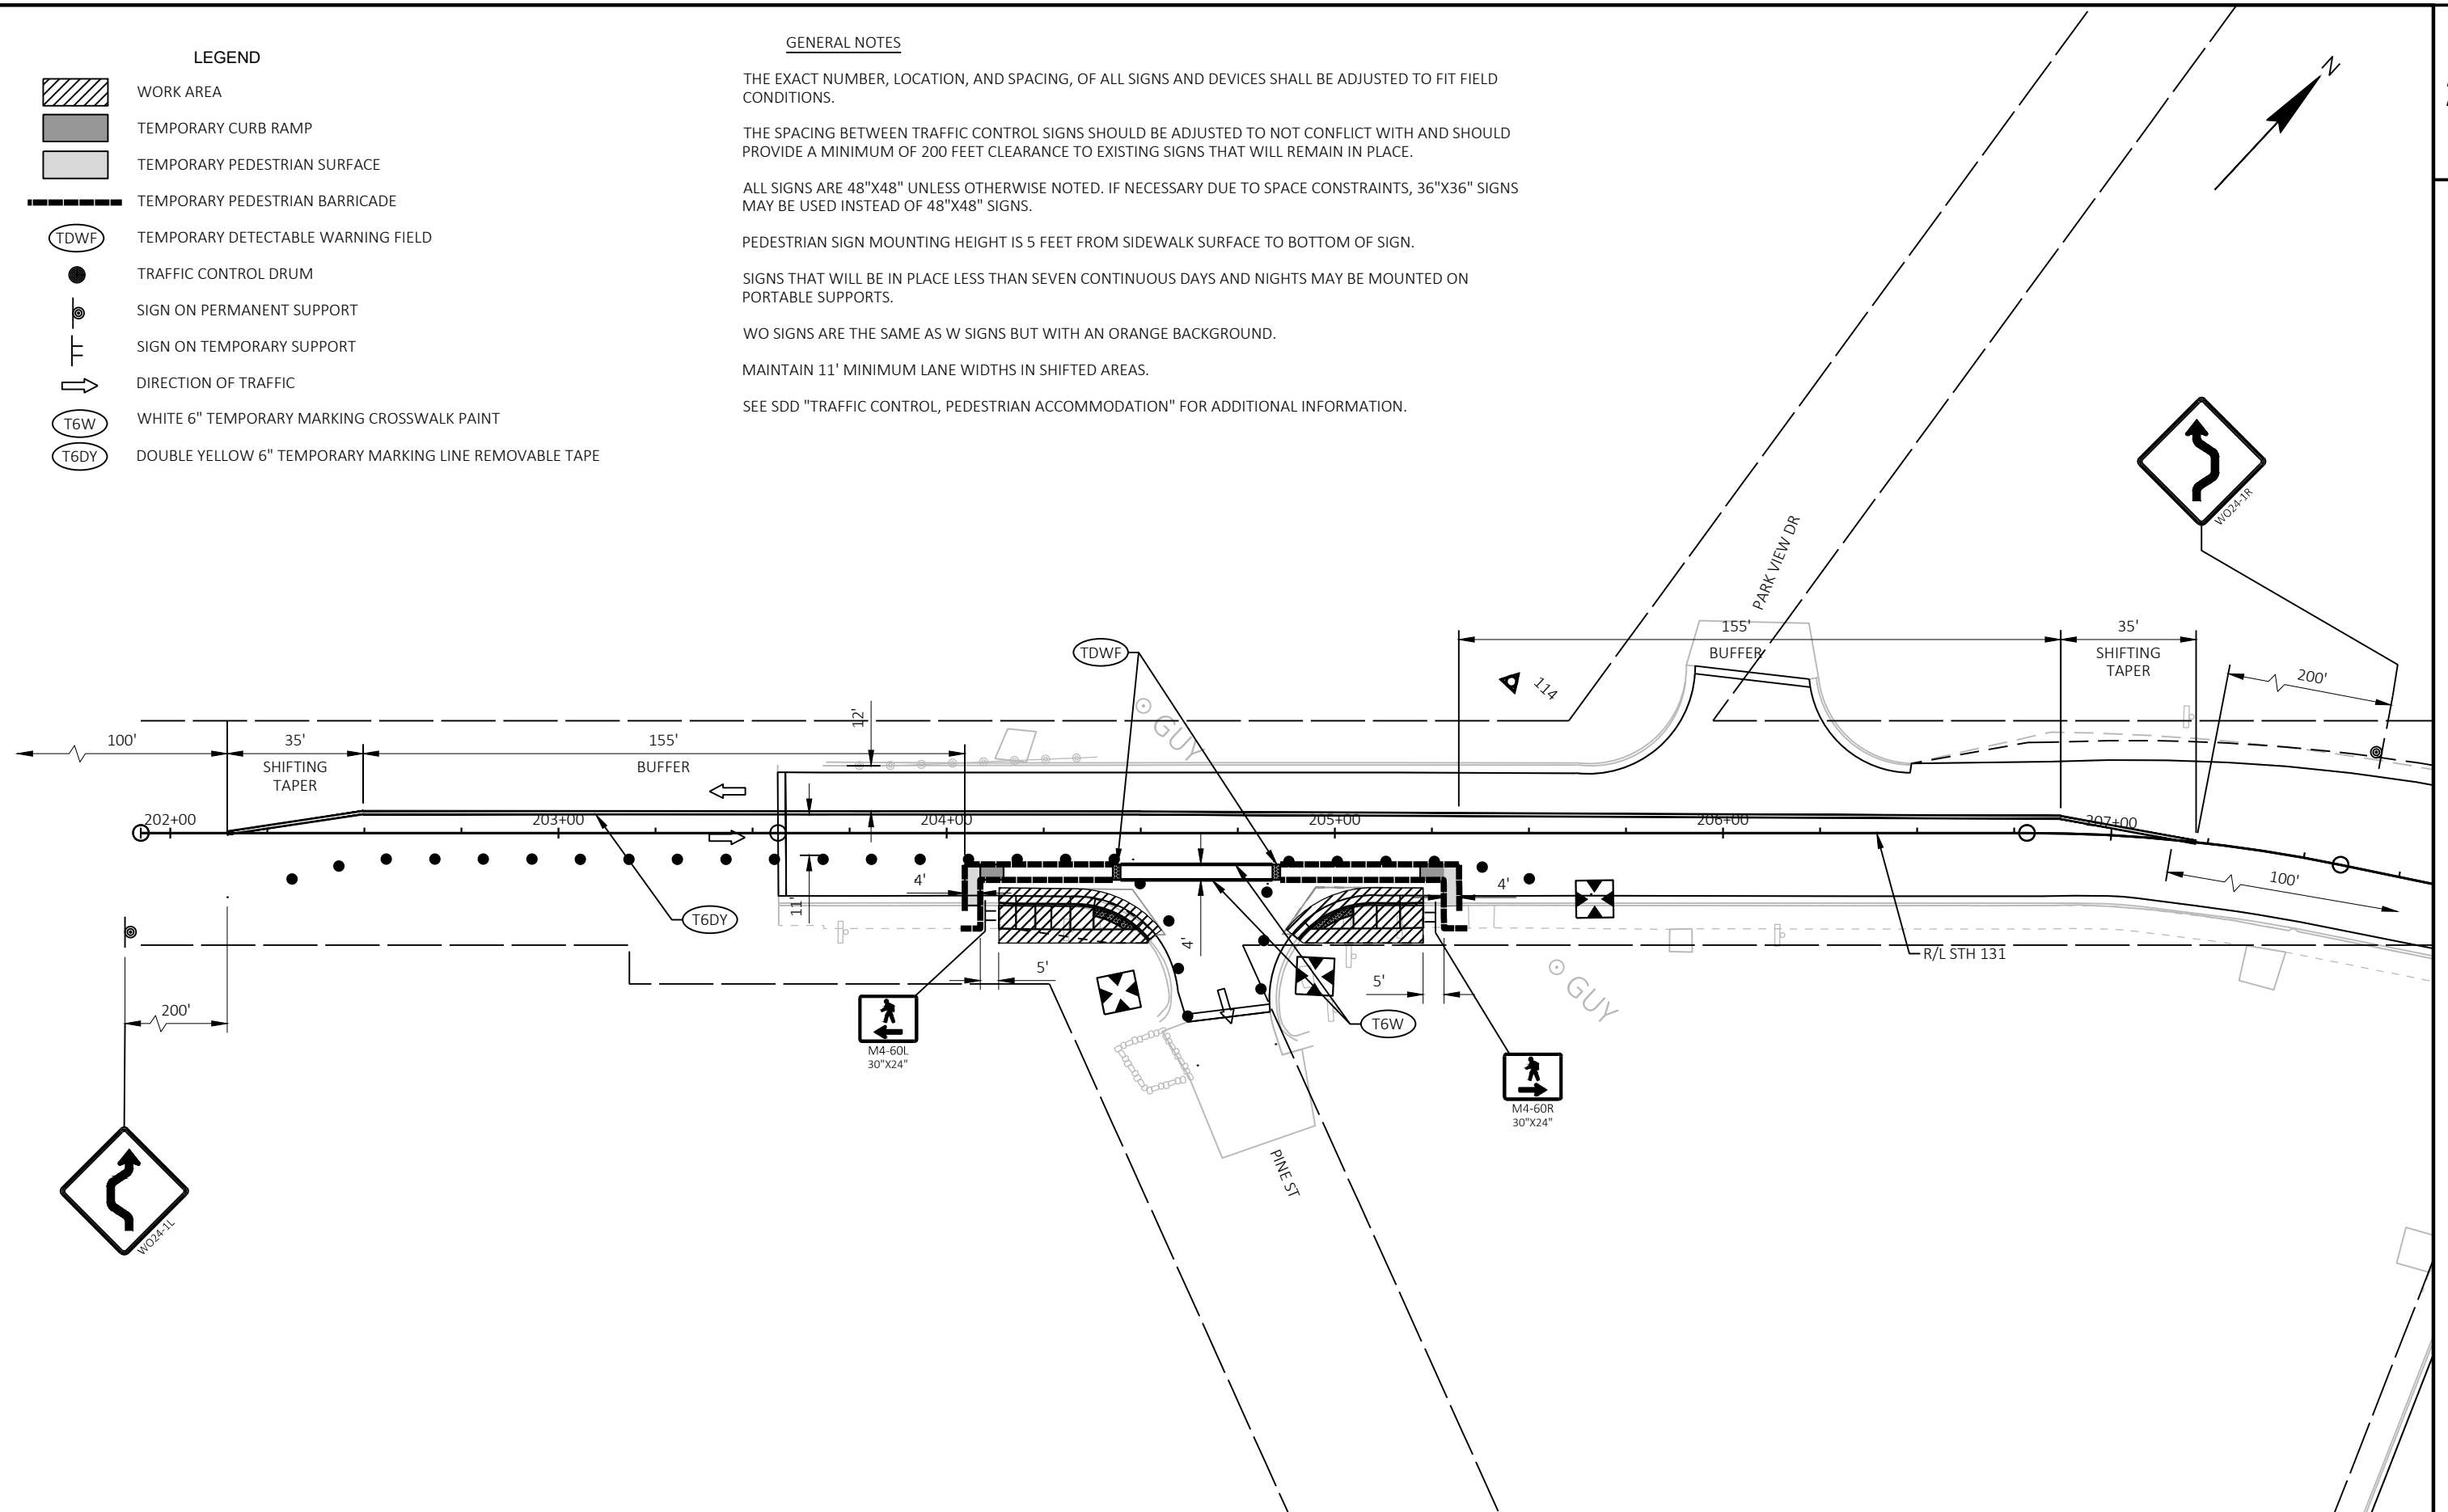 LEGEND
WORK AREA
TEMPORARY CURB RAMP
TEMPORARY PEDESTRIAN SURFACE
TEMPORARY PEDESTRIAN BARRICADE
TDWF TEMPORARY DETECTABLE WARNING FIELD
TRAFFIC CONTROL DRUM
SIGN ON PERMANENT SUPPORT
SIGN ON TEMPORARY SUPPORT
DIRECTION OF TRAFFIC
T6W WHITE 6" TEMPORARY MARKING CROSSWALK PAINT
T6DY DOUBLE YELLOW 6" TEMPORARY MARKING LINE REMOVABLE TAPE
GENERAL NOTES
THE EXACT NUMBER, LOCATION, AND SPACING, OF ALL SIGNS AND DEVICES SHALL BE ADJUSTED TO FIT FIELD
CONDITIONS.
THE SPACING BETWEEN TRAFFIC CONTROL SIGNS SHOULD BE ADJUSTED TO NOT CONFLICT WITH AND SHOULD
PROVIDE A MINIMUM OF 200 FEET CLEARANCE TO EXISTING SIGNS THAT WILL REMAIN IN PLACE.
ALL SIGNS ARE 48"X48" UNLESS OTHERWISE NOTED. IF NECESSARY DUE TO SPACE CONSTRAINTS, 36"X36" SIGNS
MAY BE USED INSTEAD OF 48"X48" SIGNS.
PEDESTRIAN SIGN MOUNTING HEIGHT IS 5 FEET FROM SIDEWALK SURFACE TO BOTTOM OF SIGN.
SIGNS THAT WILL BE IN PLACE LESS THAN SEVEN CONTINUOUS DAYS AND NIGHTS MAY BE MOUNTED ON
PORTABLE SUPPORTS.
WO SIGNS ARE THE SAME AS W SIGNS BUT WITH AN ORANGE BACKGROUND.
MAINTAIN 11' MINIMUM LANE WIDTHS IN SHIFTED AREAS.
SEE SDD "TRAFFIC CONTROL, PEDESTRIAN ACCOMMODATION" FOR ADDITIONAL INFORMATION.
N
WO24-1R
PARK VIEW DR
155'
BUFFER
35'
SHIFTING
TAPER
200'
TDWF
114
GUY
12'
100'
35'
SHIFTING
TAPER
155'
BUFFER
202+00
203+00
204+00
205+00
206+00
207+00
4'
11'
4'
4'
100'
T6DY
R/L STH 131
5'
5'
GUY
200'
T6W
M4-60L
30"X24"
M4-60R
30"X24"
PINE ST
WO24-1L